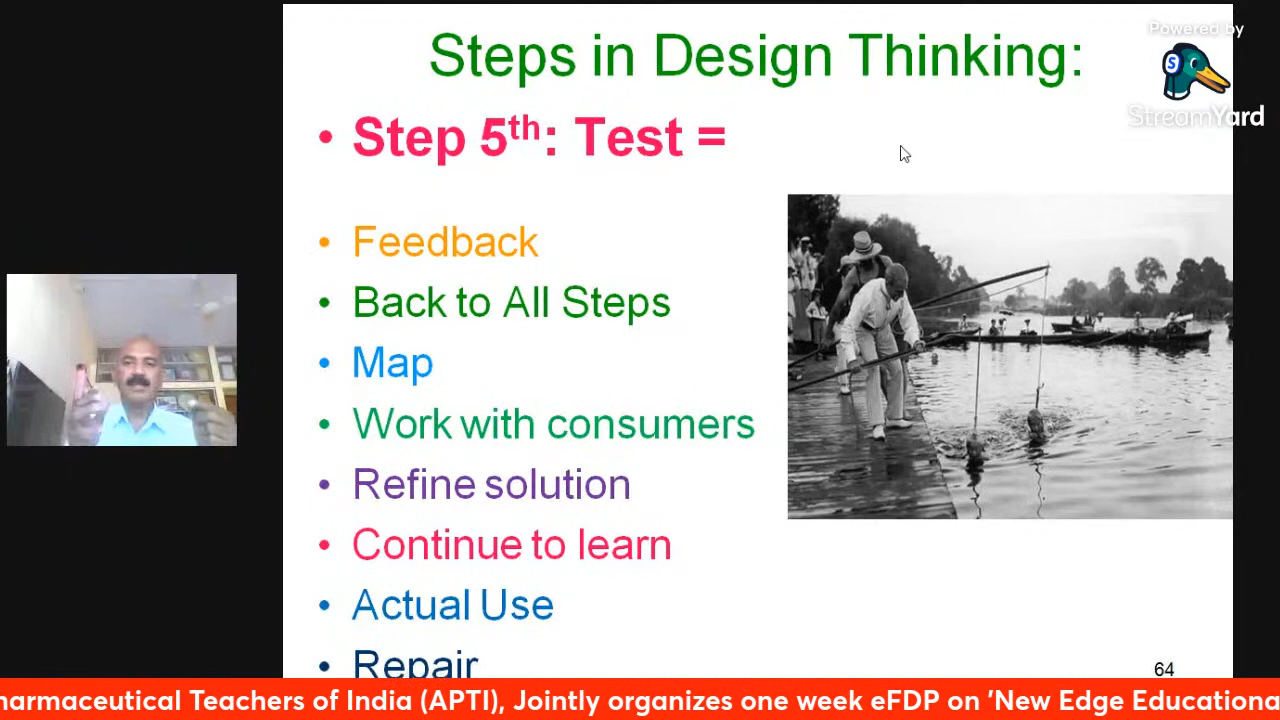 Steps in Design Thinking:
Powered by
StreamYard
• Step 5th: Test =
• Feedback
• Back to All Steps
• Map
• Work with consumers
• Refine solution
• Continue to learn
• Actual Use
• Repair
64
harmaceutical Teachers of India (APTI), Jointly organizes one week eFDP on 'New Edge Educationa